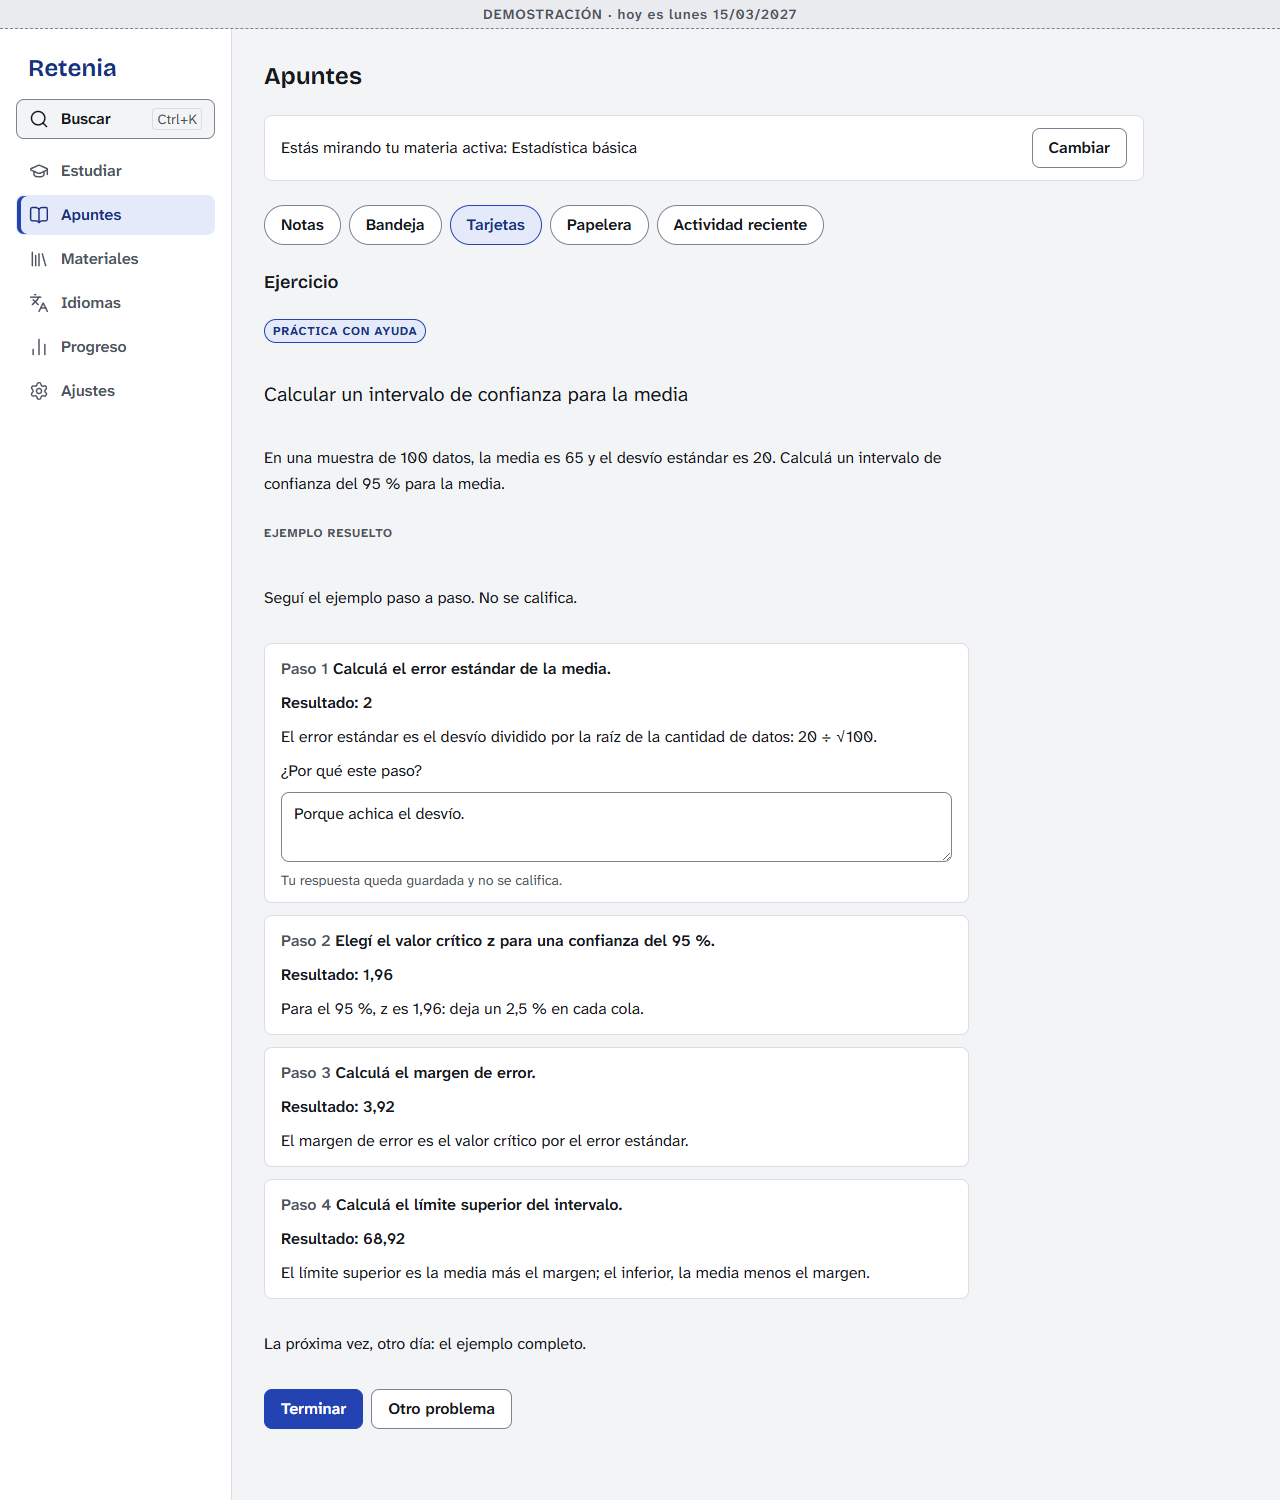 DEMOSTRACIÓN · hoy es lunes 15/03/2027
Retenia
Buscar Ctrl+K
Estudiar
Apuntes
Materiales
Idiomas
Progreso
Ajustes
Apuntes
Estás mirando tu materia activa: Estadística básica
Cambiar
Notas Bandeja Tarjetas Papelera Actividad reciente
Ejercicio
PRÁCTICA CON AYUDA
Calcular un intervalo de confianza para la media
En una muestra de 100 datos, la media es 65 y el desvío estándar es 20. Calculá un intervalo de
confianza del 95 % para la media.
EJEMPLO RESUELTO
Seguí el ejemplo paso a paso. No se califica.
Paso 1 Calculá el error estándar de la media.
Resultado: 2
El error estándar es el desvío dividido por la raíz de la cantidad de datos: 20 ÷ √100.
¿Por qué este paso?
Porque achica el desvío.
Tu respuesta queda guardada y no se califica.
Paso 2 Elegí el valor crítico z para una confianza del 95 %.
Resultado: 1,96
Para el 95 %, z es 1,96: deja un 2,5 % en cada cola.
Paso 3 Calculá el margen de error.
Resultado: 3,92
El margen de error es el valor crítico por el error estándar.
Paso 4 Calculá el límite superior del intervalo.
Resultado: 68,92
El límite superior es la media más el margen; el inferior, la media menos el margen.
La próxima vez, otro día: el ejemplo completo.
Terminar Otro problema